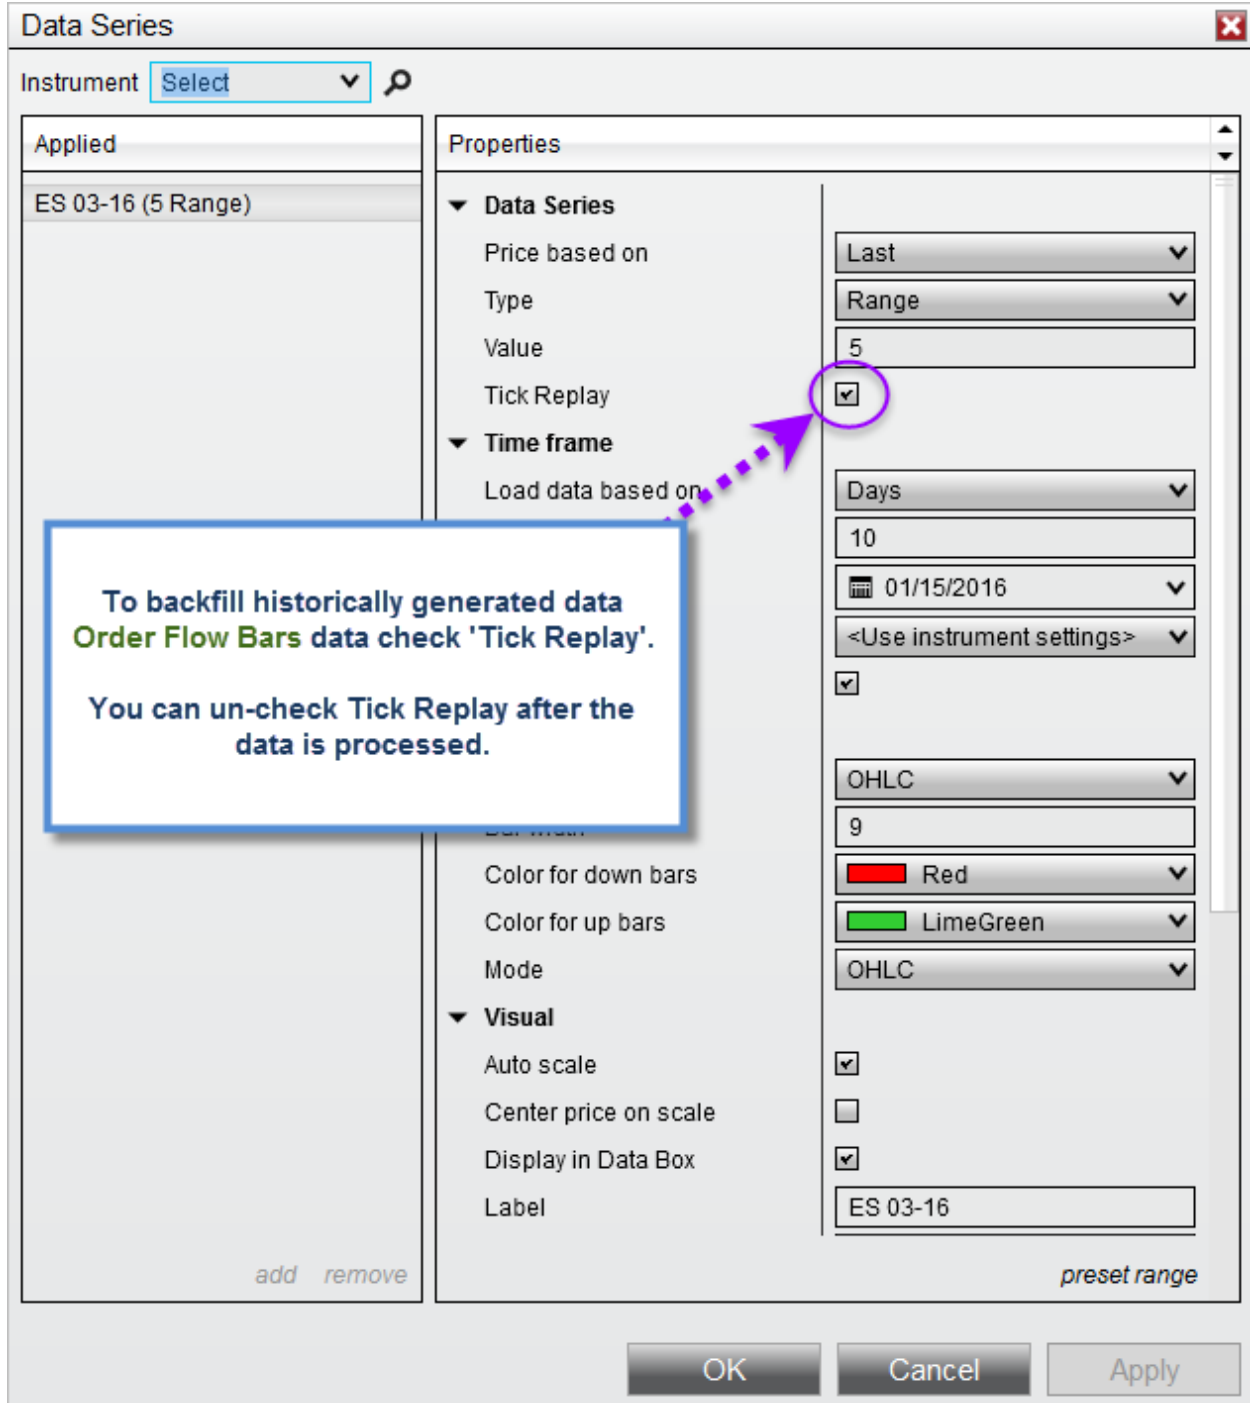 Data Series
Instrument Select
Applied
Properties
ES 03-16 (5 Range)
Data Series
Price based on Last
Type Range
Value 5
Tick Replay
Time frame
Load data based on Days
10
01/15/2016
<Use instrument settings>
To backfill historically generated data
Order Flow Bars data check 'Tick Replay'.
You can un-check Tick Replay after the
data is processed.
OHLC
9
Color for down bars Red
Color for up bars LimeGreen
Mode OHLC
Visual
Auto scale
Center price on scale
Display in Data Box
Label ES 03-16
add remove
preset range
OK Cancel Apply